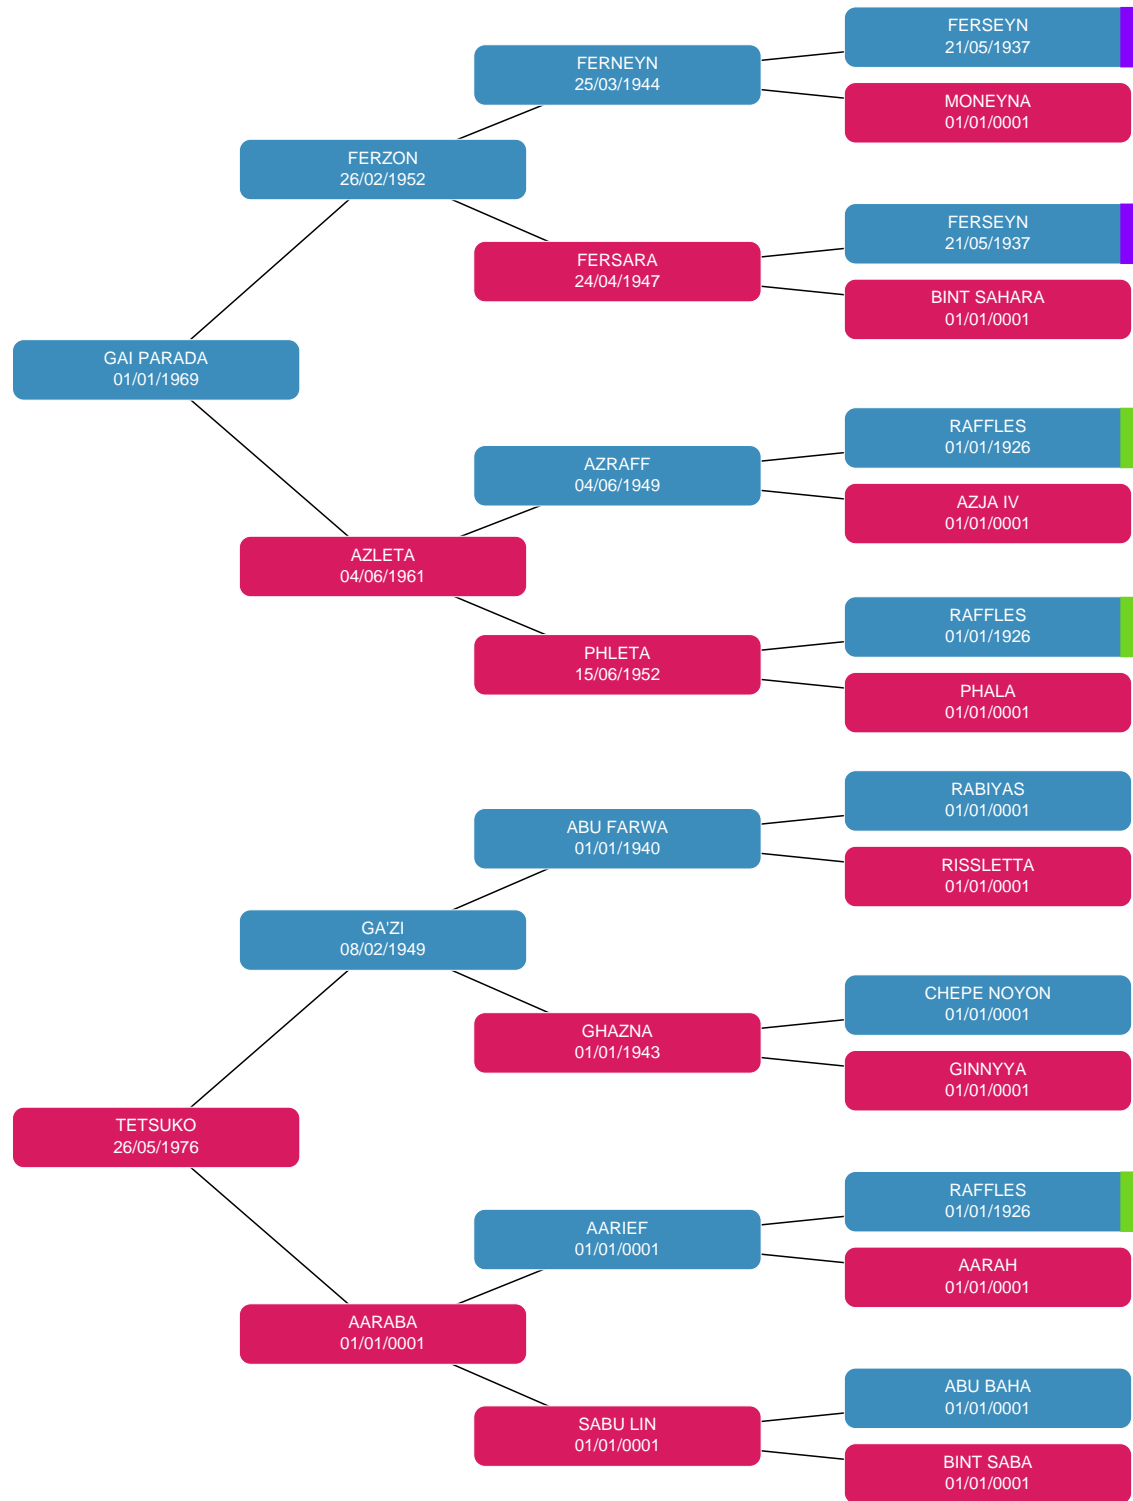 FERSEYN
21/05/1937
FERNEYN
25/03/1944
MONEYNA
01/01/0001
FERZON
26/02/1952
FERSEYN
21/05/1937
FERSARA
24/04/1947
BINT SAHARA
01/01/0001
GAI PARADA
01/01/1969
RAFFLES
01/01/1926
AZRAFF
04/06/1949
AZJA IV
01/01/0001
AZLETA
04/06/1961
RAFFLES
01/01/1926
PHLETA
15/06/1952
PHALA
01/01/0001
RABIYAS
01/01/0001
ABU FARWA
01/01/1940
RISSLETTA
01/01/0001
GA'ZI
08/02/1949
CHEPE NOYON
01/01/0001
GHAZNA
01/01/1943
GINNYYA
01/01/0001
TETSUKO
26/05/1976
RAFFLES
01/01/1926
AARIEF
01/01/0001
AARAH
01/01/0001
AARABA
01/01/0001
ABU BAHA
01/01/0001
SABU LIN
01/01/0001
BINT SABA
01/01/0001